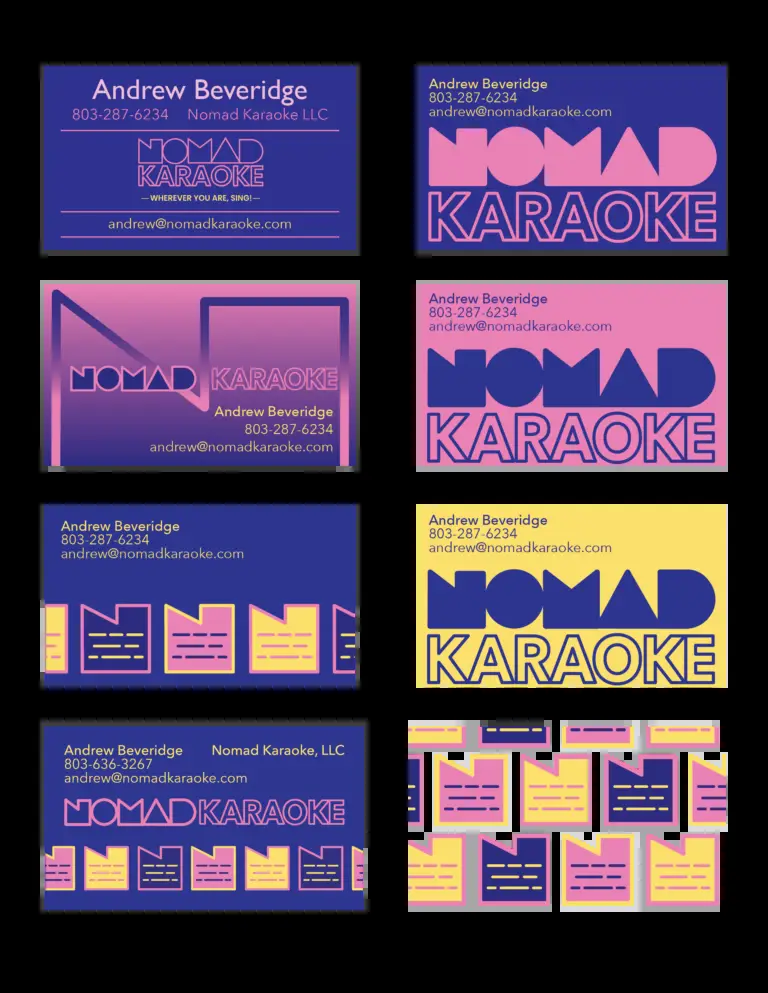 Andrew Beveridge
803-287-6234 Nomad Karaoke LLC
NOMAD
KARAOKE
— WHEREVER YOU ARE, SING! —
andrew@nomadkaraoke.com
Andrew Beveridge
803-287-6234
andrew@nomadkaraoke.com
NOMAD
KARAOKE
NOMAD KARAOKE
Andrew Beveridge
803-287-6234
andrew@nomadkaraoke.com
Andrew Beveridge
803-287-6234
andrew@nomadkaraoke.com
NOMAD
KARAOKE
Andrew Beveridge
803-287-6234
andrew@nomadkaraoke.com
Andrew Beveridge
803-287-6234
andrew@nomadkaraoke.com
NOMAD
KARAOKE
Andrew Beveridge Nomad Karaoke, LLC
803-636-3267
andrew@nomadkaraoke.com
NOMAD KARAOKE